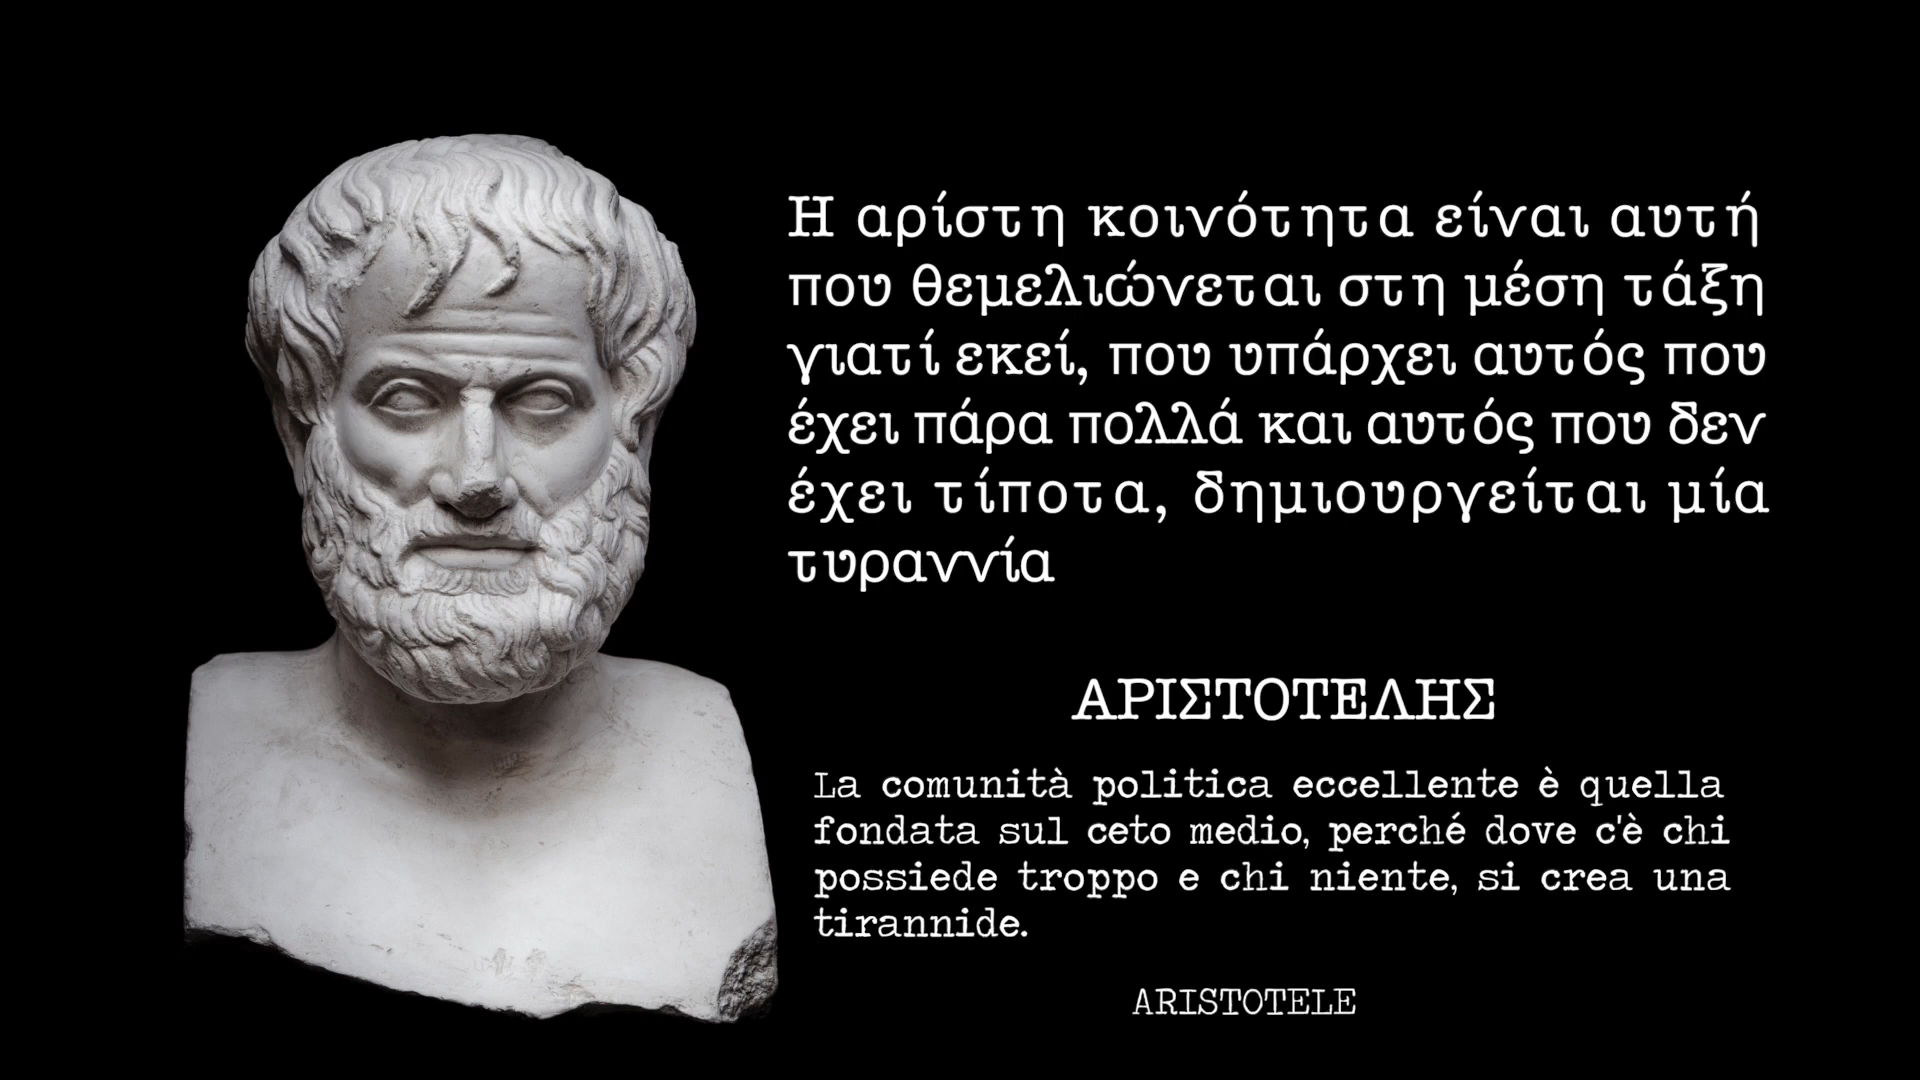 Η αρίστη κοινότητα είναι αυτή
που θεμελιώνεται στη μέση τάξη
γιατί εκεί, που υπάρχει αυτός που
έχει πάρα πολλά και αυτός που δεν
έχει τίποτα, δημιουργείται μία
τυραννία
ΑΡΙΣΤΟΤΕΛΗΣ
La comunità politica eccellente è quella
fondata sul ceto medio, perché dove c'è chi
possiede troppo e chi niente, si crea una
tirannide.
ARISTOTELE